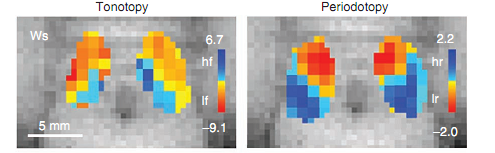 Tonotopy
Periodotopy
Ws
6.7
hf
lf
–9.1
5 mm
2.2
hr
lr
–2.0